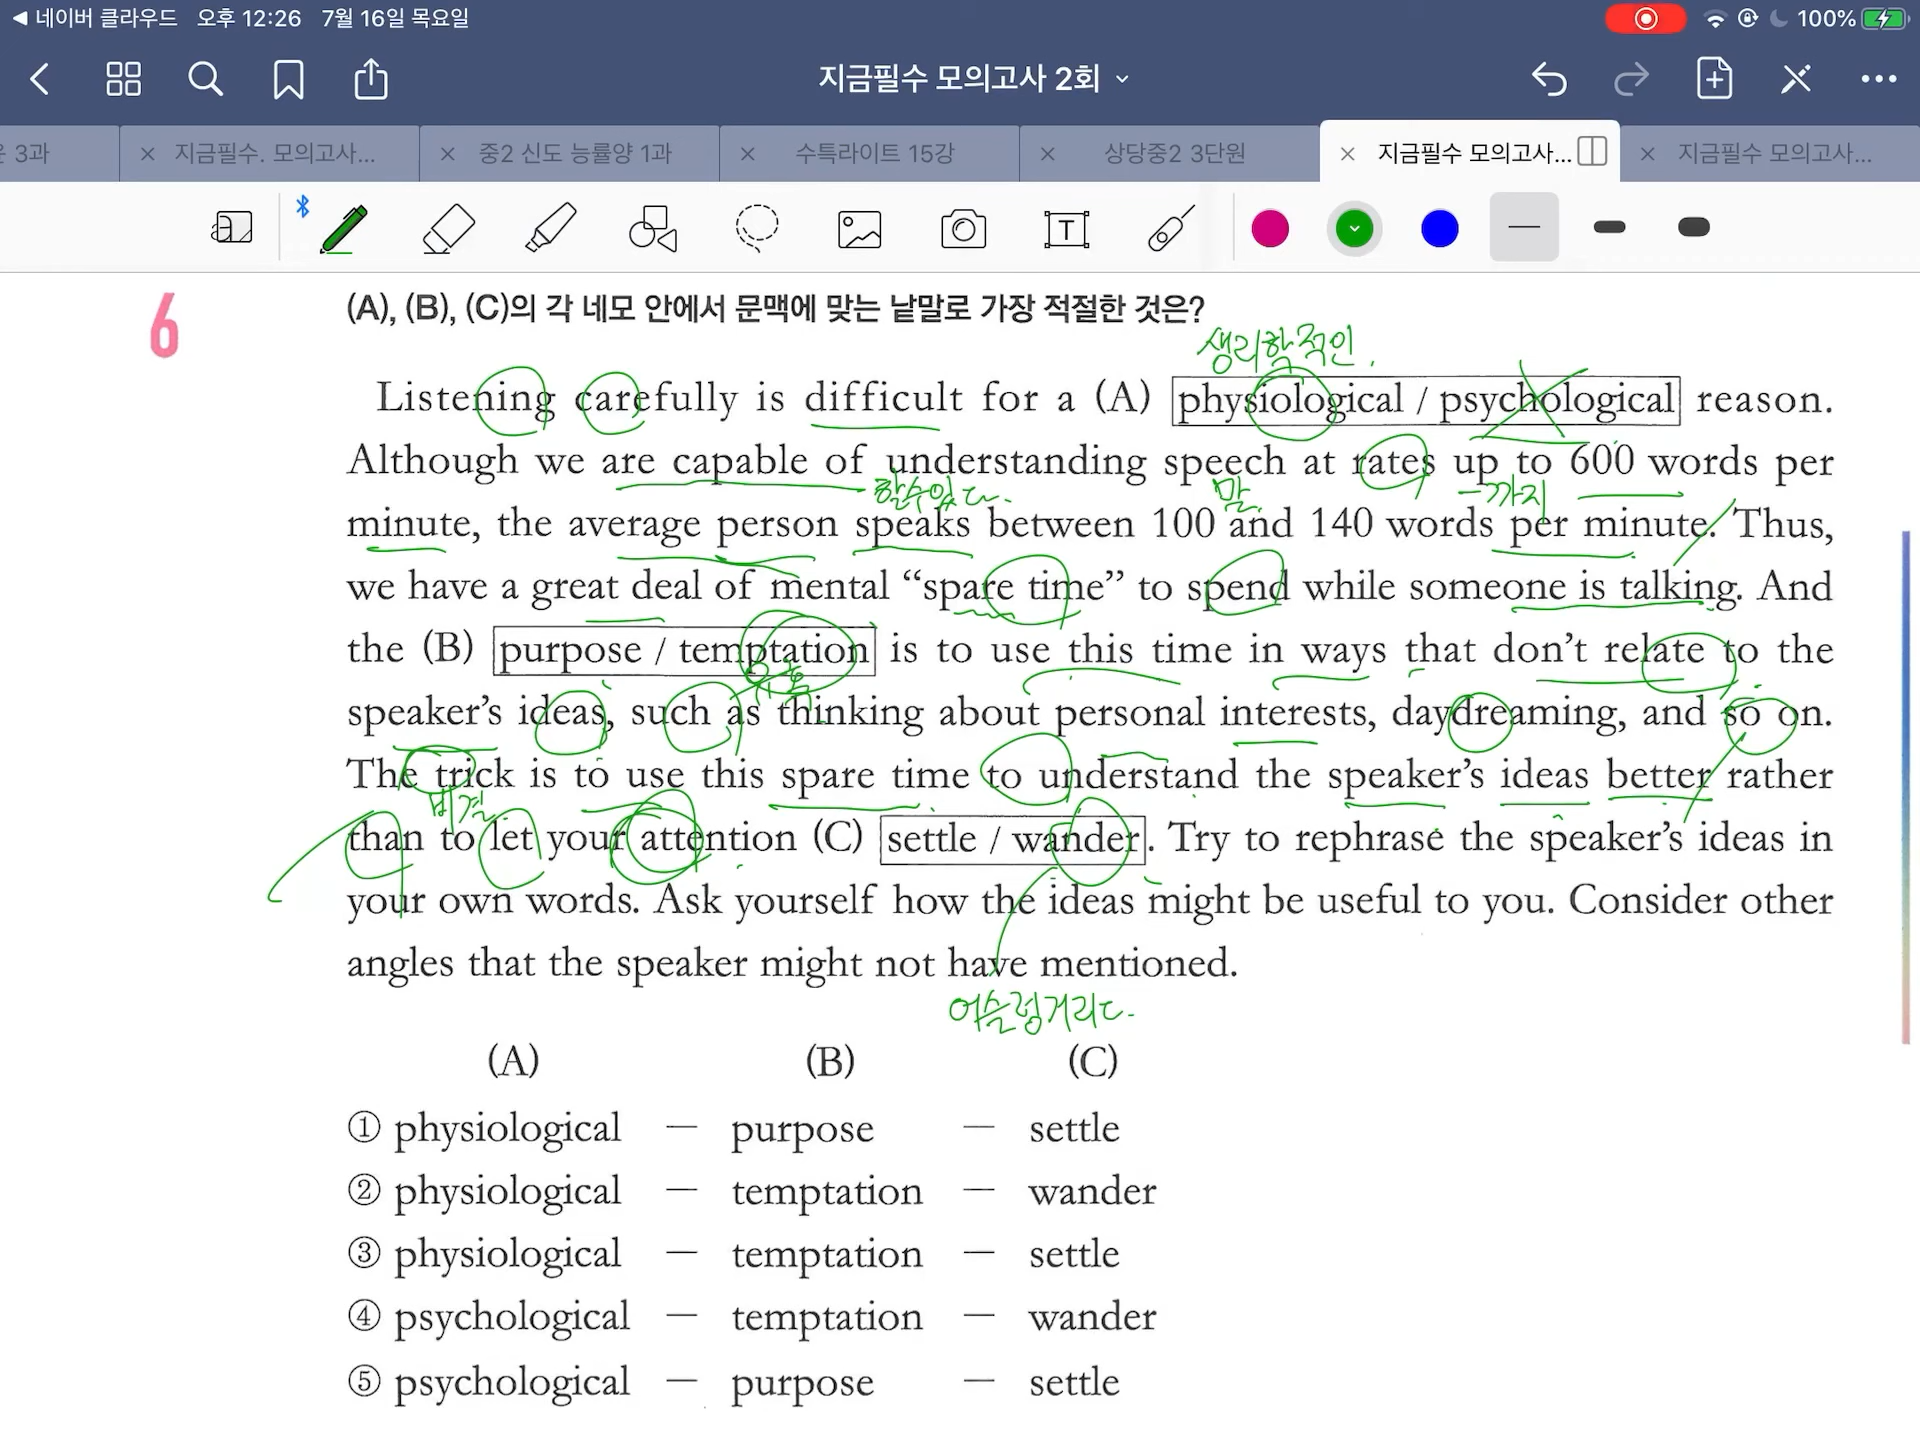 네이버 클라우드 오후 12:26 7월 16일 목요일 100%
지금필수 모의고사 2회
3과 지금필수. 모의고사... 중2 신도 능률양 1과 수특라이트 15강 상당중2 3단원 지금필수 모의고사... 지금필수 모의고사...
T
6 (A), (B), (C)의 각 네모 안에서 문맥에 맞는 낱말로 가장 적절한 것은?
생리학적인
Listening carefully is difficult for a (A) physiological / psychological reason.
Although we are capable of understanding speech at rates up to 600 words per
할수있다. 말 ~까지
minute, the average person speaks between 100 and 140 words per minute. Thus,
we have a great deal of mental “spare time” to spend while someone is talking. And
the (B) purpose / temptation is to use this time in ways that don’t relate to the
유혹
speaker’s ideas, such as thinking about personal interests, daydreaming, and so on.
The trick is to use this spare time to understand the speaker’s ideas better rather
비결
than to let your attention (C) settle / wander. Try to rephrase the speaker’s ideas in
your own words. Ask yourself how the ideas might be useful to you. Consider other
angles that the speaker might not have mentioned.
어슬렁거리다.
(A) (B) (C)
① physiological — purpose — settle
② physiological — temptation — wander
③ physiological — temptation — settle
④ psychological — temptation — wander
⑤ psychological — purpose — settle